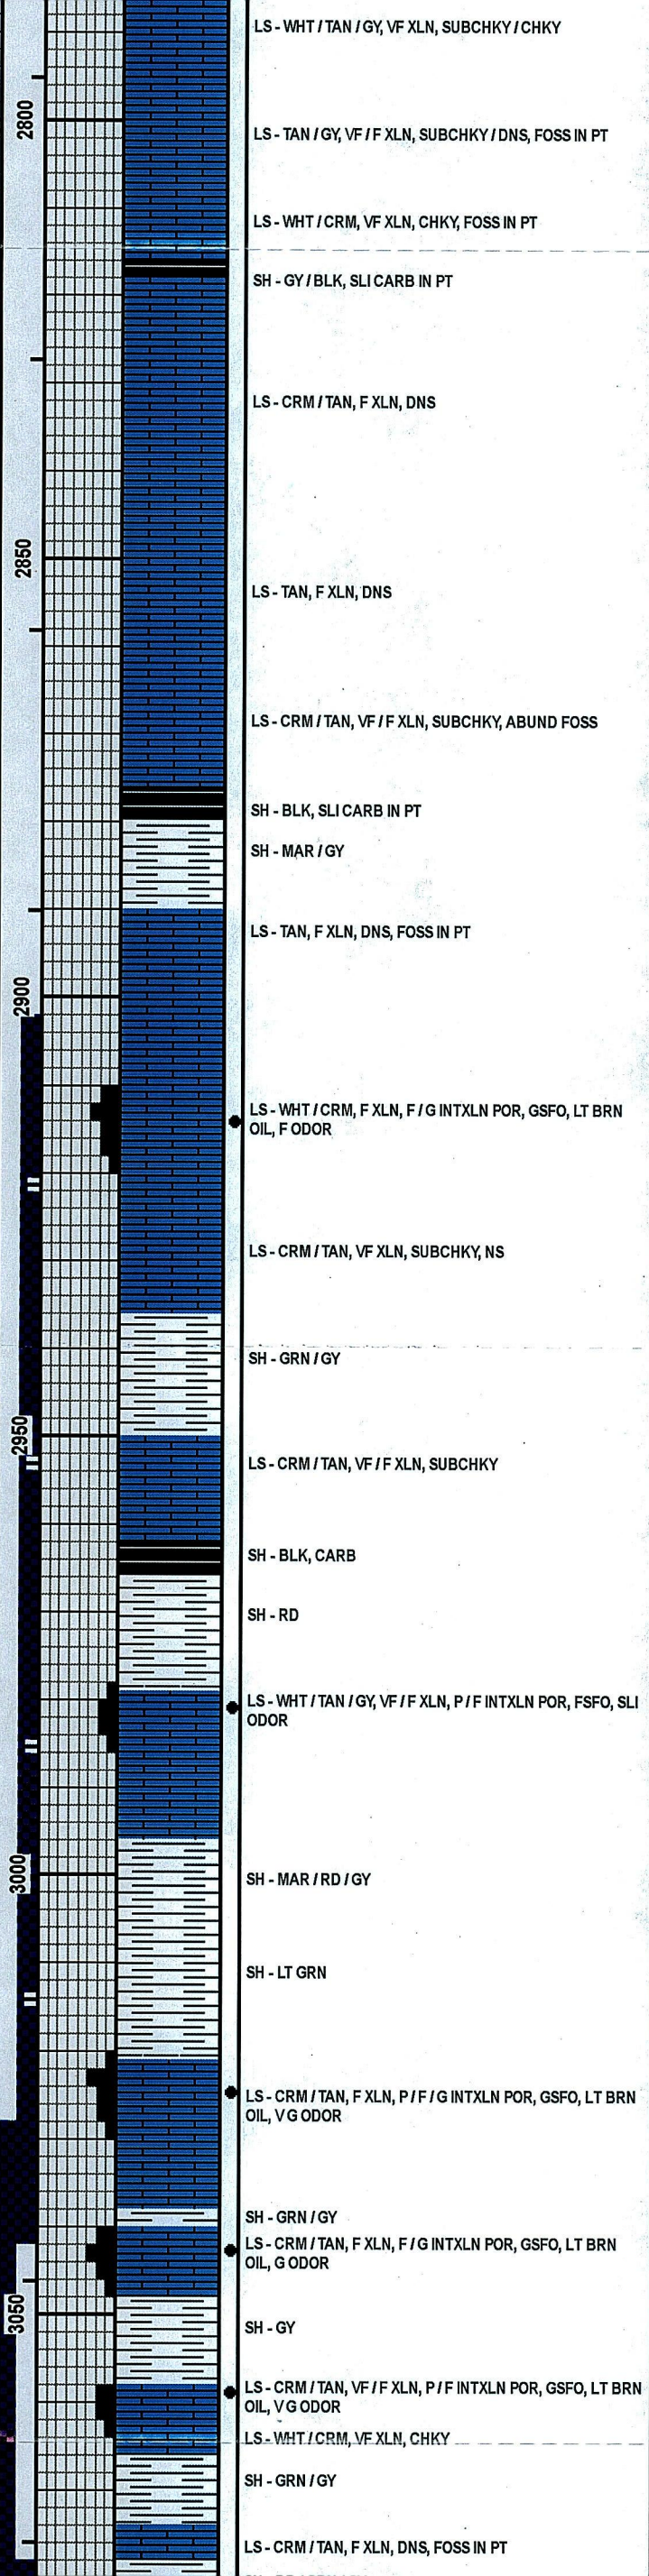 LS - WHT / TAN / GY, VF XLN, SUBCHKY / CHKY
2800
LS - TAN / GY, VF / F XLN, SUBCHKY / DNS, FOSS IN PT
LS - WHT / CRM, VF XLN, CHKY, FOSS IN PT
SH - GY / BLK, SLI CARB IN PT
LS - CRM / TAN, F XLN, DNS
2850
LS - TAN, F XLN, DNS
LS - CRM / TAN, VF / F XLN, SUBCHKY, ABUND FOSS
SH - BLK, SLI CARB IN PT
SH - MAR / GY
LS - TAN, F XLN, DNS, FOSS IN PT
2900
LS - WHT / CRM, F XLN, F / G INTXLN POR, GSFO, LT BRN
OIL, F ODOR
LS - CRM / TAN, VF XLN, SUBCHKY, NS
SH - GRN / GY
2950
LS - CRM / TAN, VF / F XLN, SUBCHKY
SH - BLK, CARB
SH - RD
LS - WHT / TAN / GY, VF / F XLN, P / F INTXLN POR, FSFO, SLI
ODOR
3000
SH - MAR / RD / GY
SH - LT GRN
LS - CRM / TAN, F XLN, P / F / G INTXLN POR, GSFO, LT BRN
OIL, V G ODOR
SH - GRN / GY
LS - CRM / TAN, F XLN, F / G INTXLN POR, GSFO, LT BRN
OIL, G ODOR
3050
SH - GY
LS - CRM / TAN, VF / F XLN, P / F INTXLN POR, GSFO, LT BRN
OIL, V G ODOR
LS - WHT / CRM, VF XLN, CHKY
SH - GRN / GY
LS - CRM / TAN, F XLN, DNS, FOSS IN PT